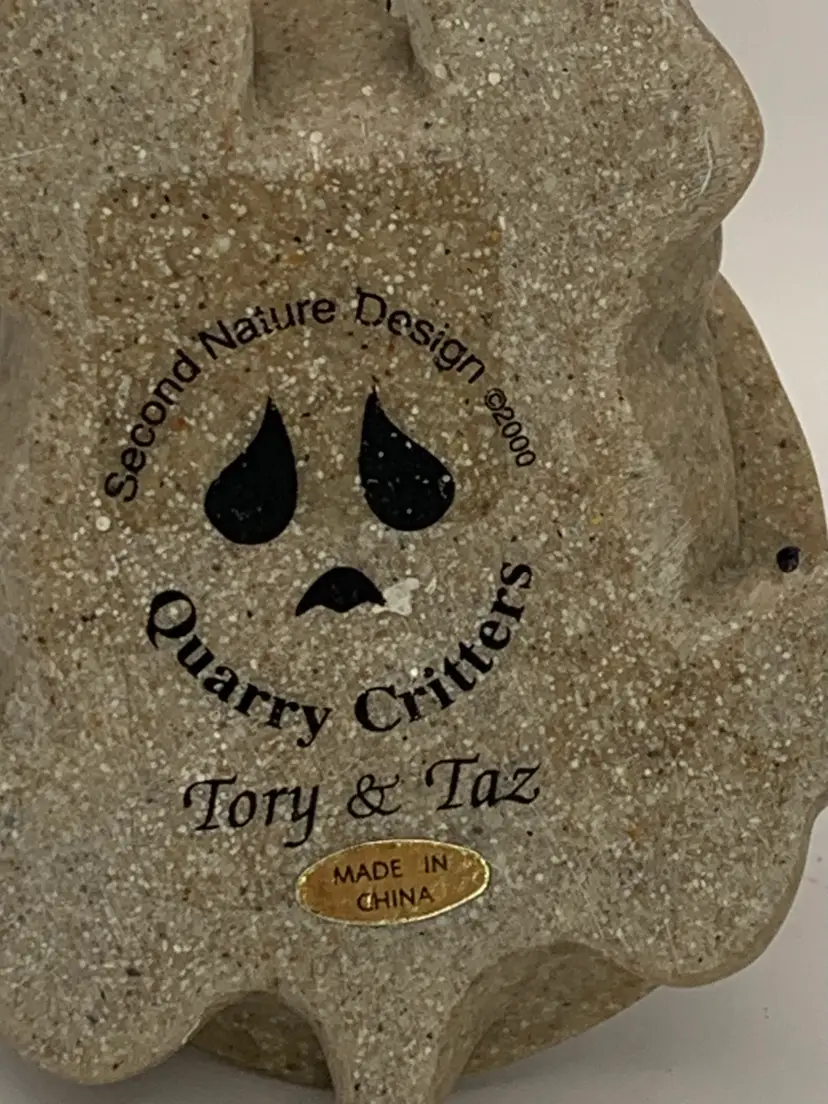 Second Nature Design ©2000
Quarry Critters
Tory & Taz
MADE IN
CHINA